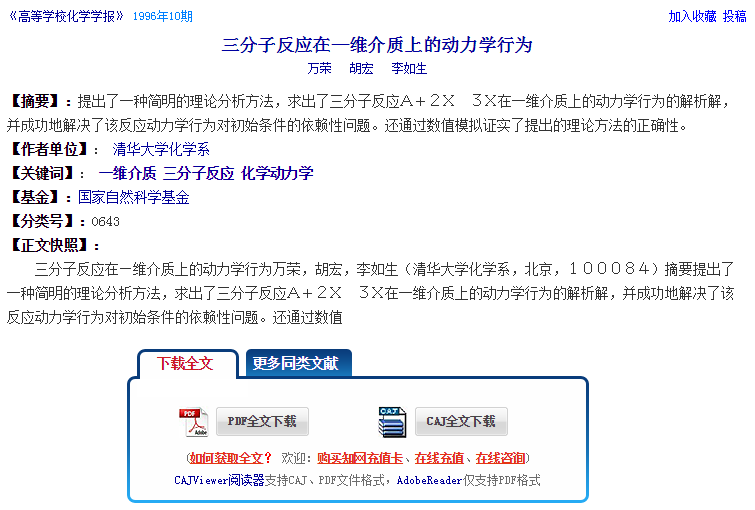 《高等学校化学学报》 1996年10期 加入收藏 投稿
三分子反应在一维介质上的动力学行为
万荣 胡宏 李如生
【摘要】：提出了一种简明的理论分析方法，求出了三分子反应Ａ＋２Ｘ　３Ｘ在一维介质上的动力学行为的解析解，
并成功地解决了该反应动力学行为对初始条件的依赖性问题。还通过数值模拟证实了提出的理论方法的正确性。
【作者单位】： 清华大学化学系
【关键词】： 一维介质 三分子反应 化学动力学
【基金】：国家自然科学基金
【分类号】：O643
【正文快照】：
三分子反应在一维介质上的动力学行为万荣，胡宏，李如生（清华大学化学系，北京，１０００８４）摘要提出了
一种简明的理论分析方法，求出了三分子反应Ａ＋２Ｘ　３Ｘ在一维介质上的动力学行为的解析解，并成功地解决了该
反应动力学行为对初始条件的依赖性问题。还通过数值
下载全文 更多同类文献
PDF Adobe PDF全文下载 CAJ CAJ全文下载
(如何获取全文？ 欢迎：购买知网充值卡、在线充值、在线咨询)
CAJViewer阅读器支持CAJ、PDF文件格式，AdobeReader仅支持PDF格式